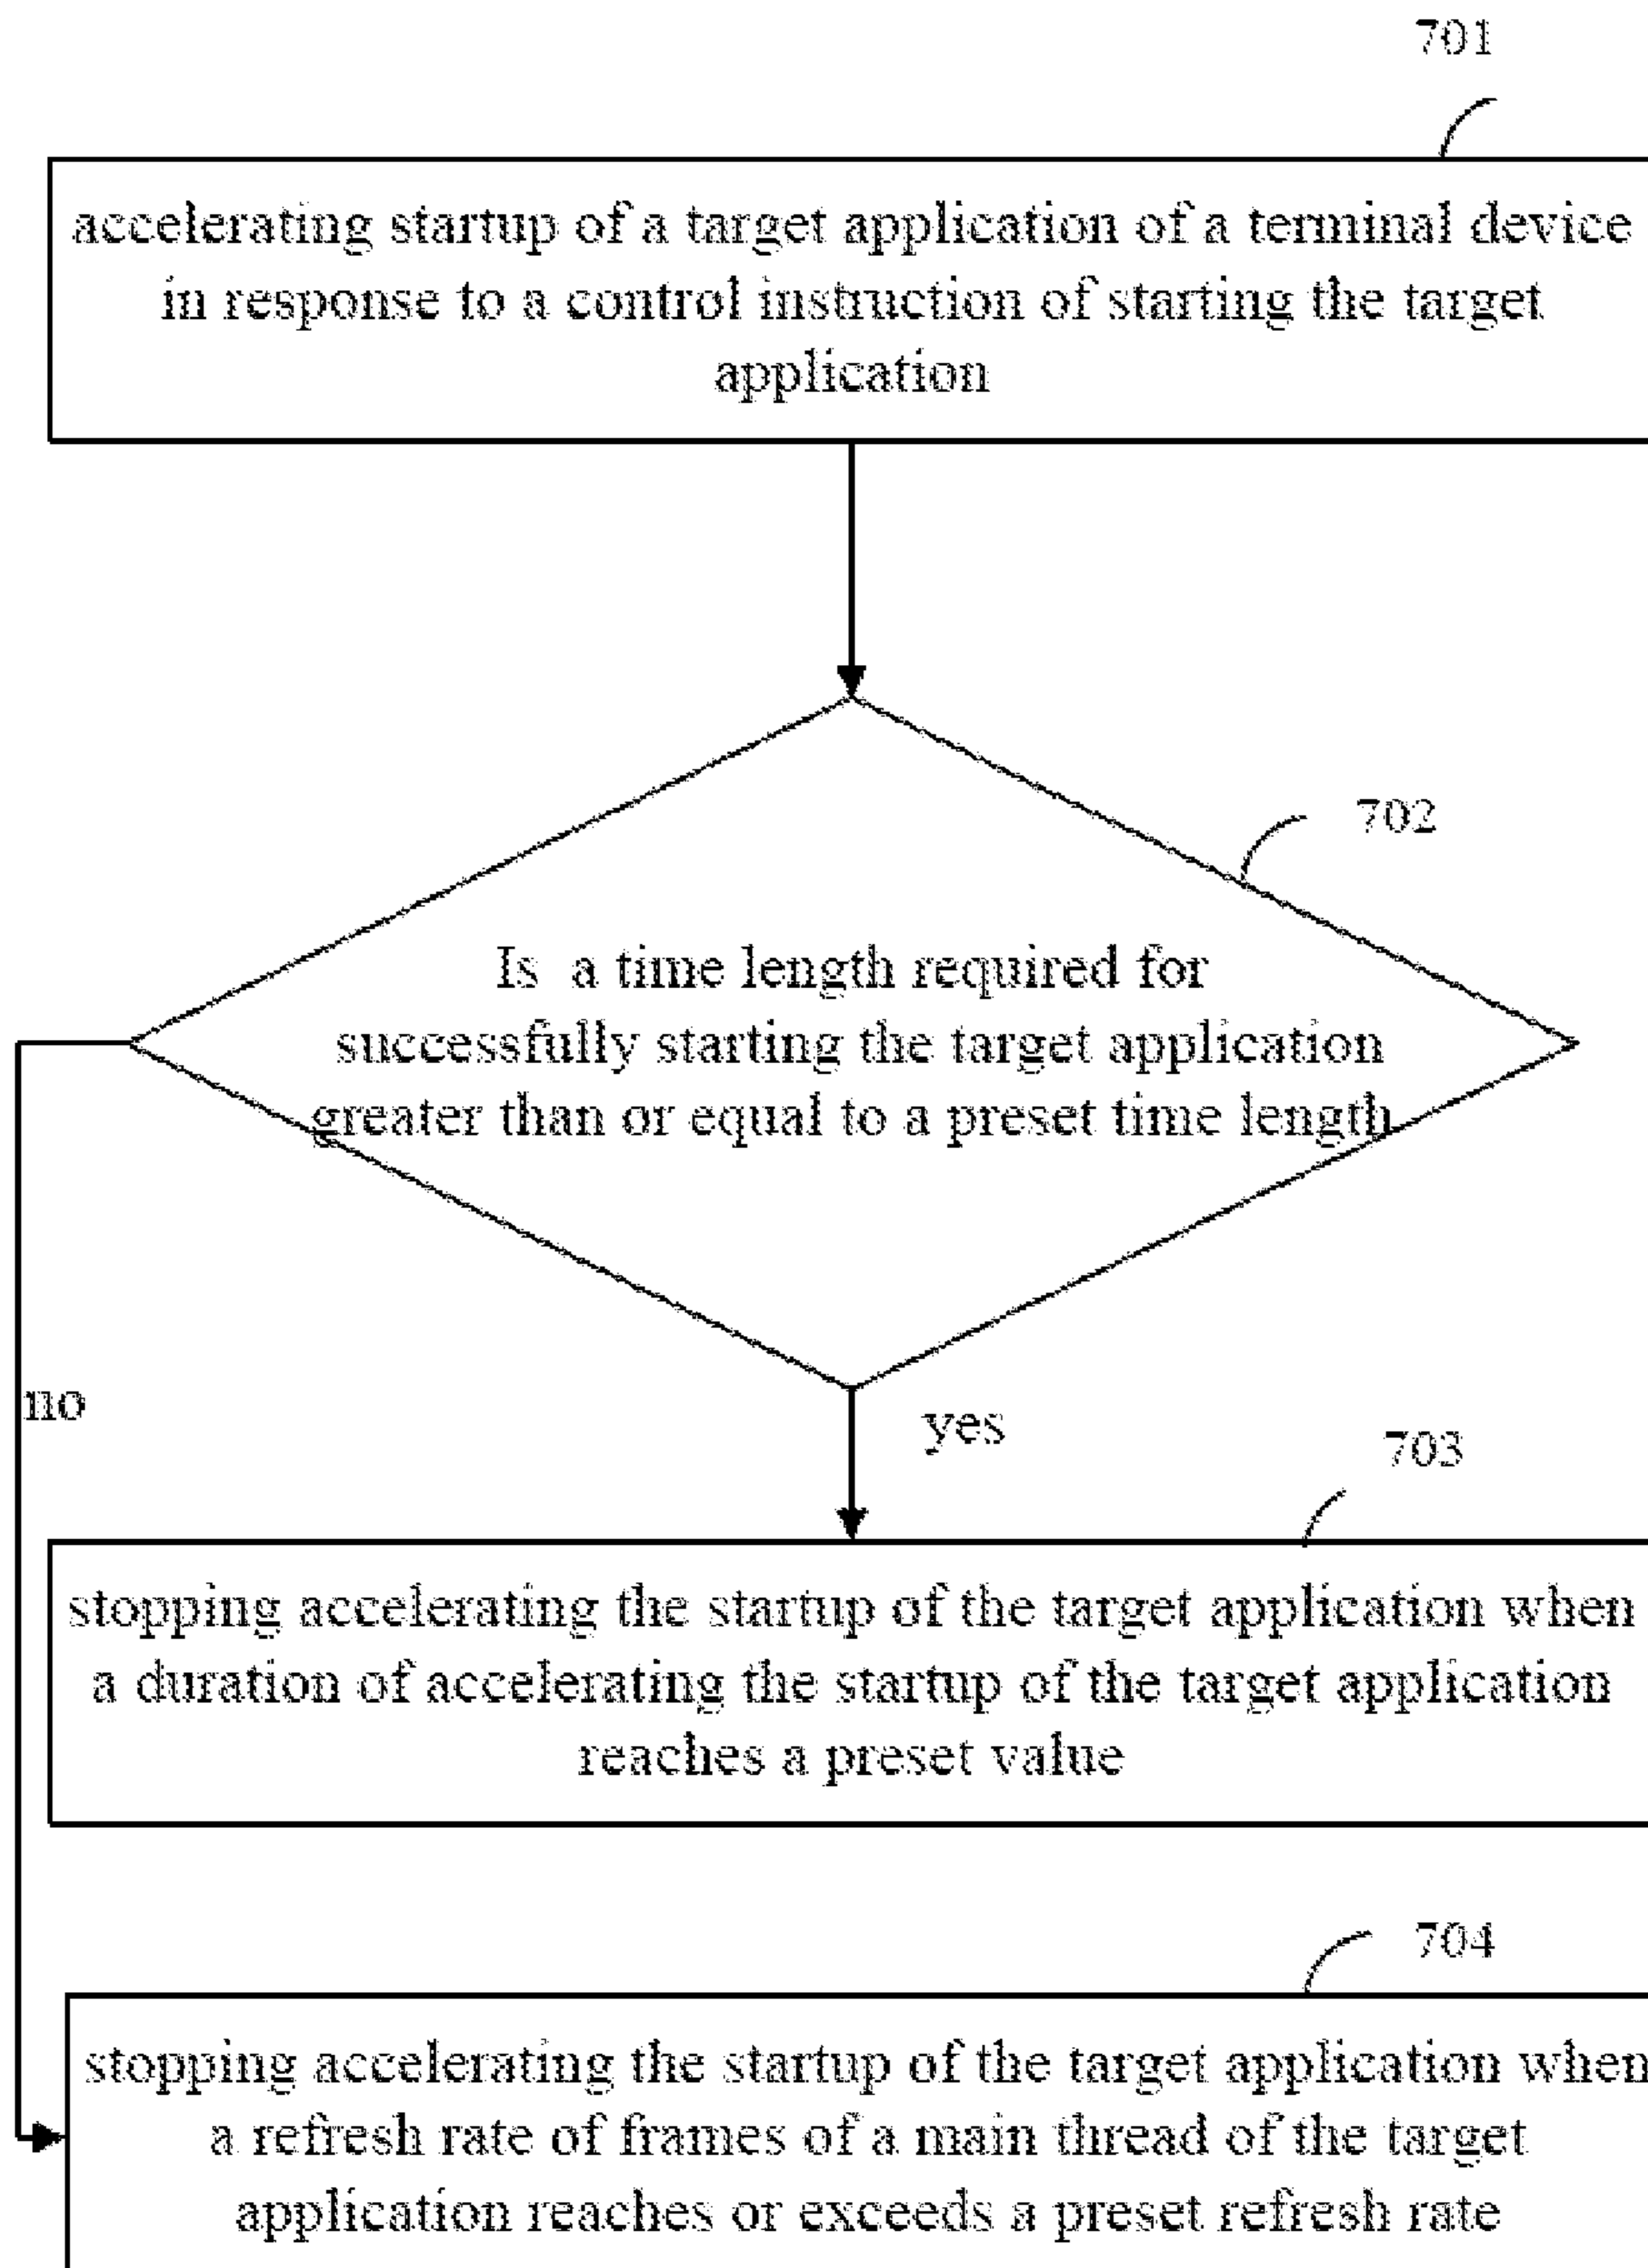 701
accelerating startup of a target application of a terminal device
in response to a control instruction of starting the target
application
702
Is a time length required for
successfully starting the target application
greater than or equal to a preset time length
no
yes
703
stopping accelerating the startup of the target application when
a duration of accelerating the startup of the target application
reaches a preset value
704
stopping accelerating the startup of the target application when
a refresh rate of frames of a main thread of the target
application reaches or exceeds a preset refresh rate